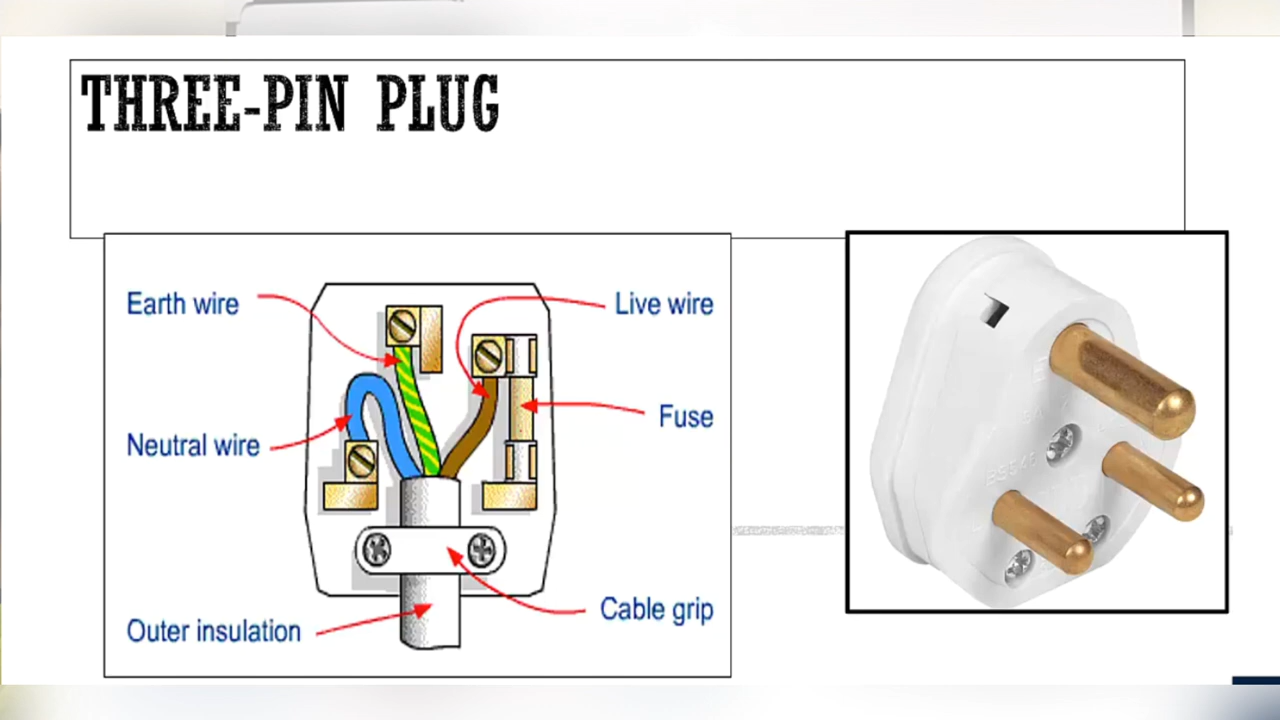 THREE-PIN PLUG
Earth wire
Live wire
Fuse
Neutral wire
Cable grip
Outer insulation